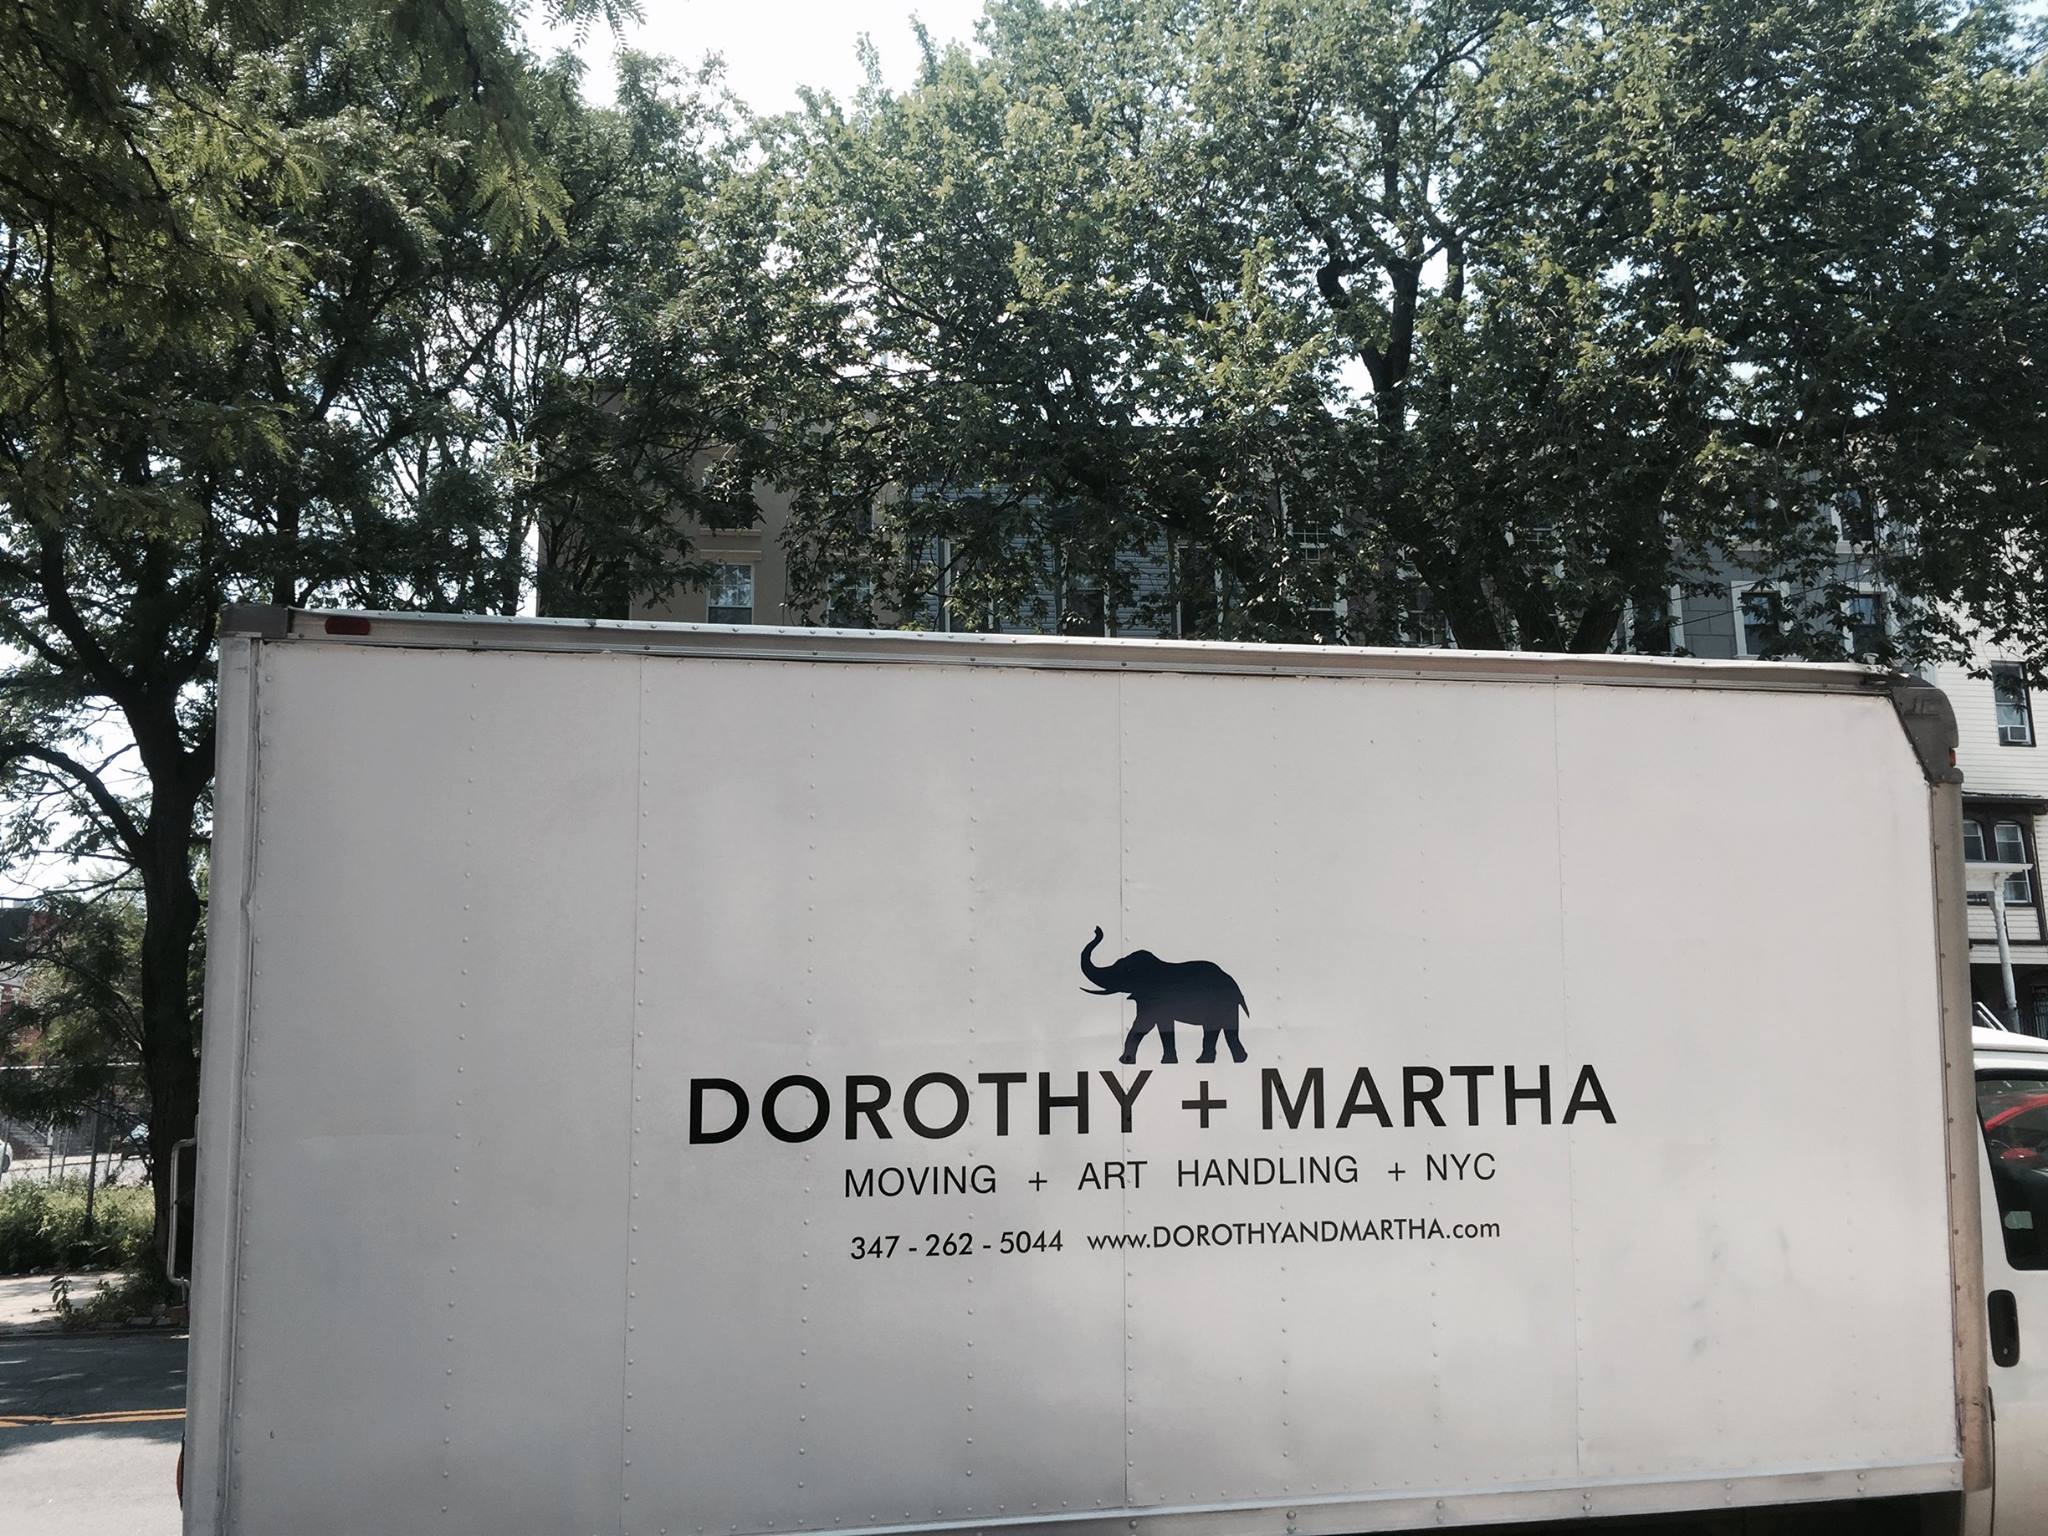 DOROTHY + MARTHA
MOVING + ART HANDLING + NYC
347 - 262 - 5044 www.DOROTHYANDMARTHA.com